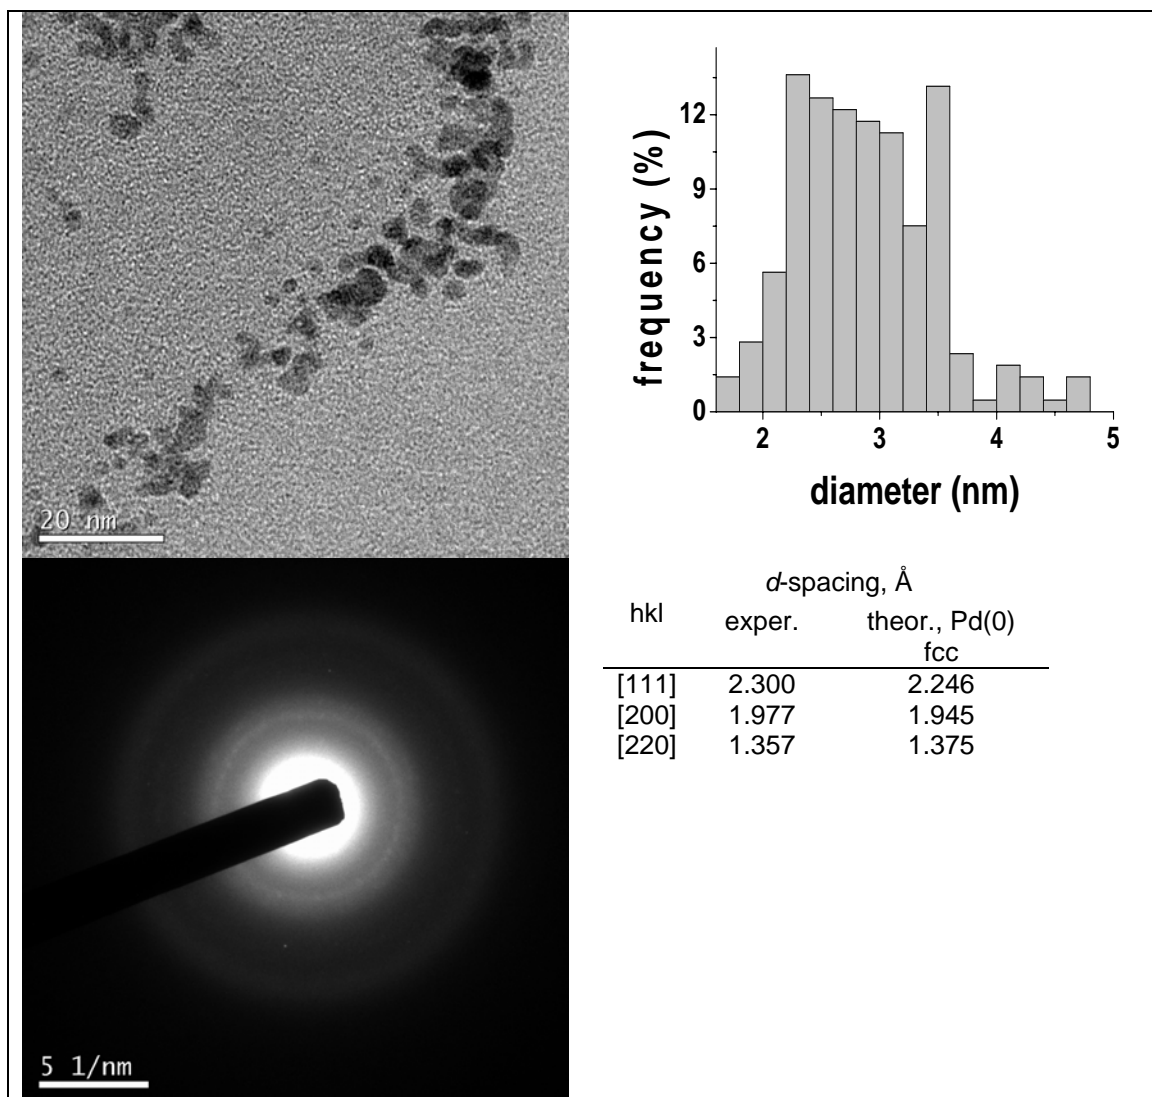 20 nm
frequency (%)
12
9
6
3
0
2 3 4 5
diameter (nm)
5 1/nm
d-spacing, Å
hkl exper. theor., Pd(0)
fcc
[111] 2.300 2.246
[200] 1.977 1.945
[220] 1.357 1.375